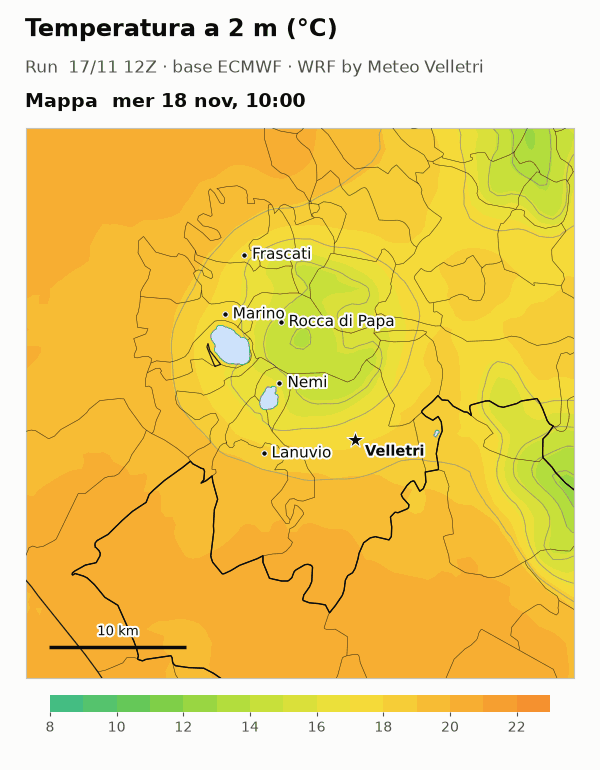 Temperatura a 2 m (°C)
Run 17/11 12Z · base ECMWF · WRF by Meteo Velletri
Mappa mer 18 nov, 10:00
Frascati
Marino
Rocca di Papa
Nemi
Velletri
Lanuvio
10 km
8 10 12 14 16 18 20 22